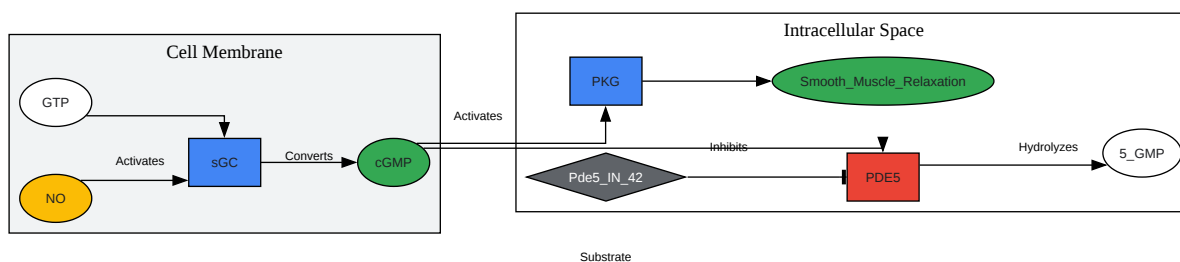 Cell Membrane
Intracellular Space
GTP
PKG
Smooth_Muscle_Relaxation
Activates
Activates
sGC
Converts
cGMP
Inhibits
Hydrolyzes
5_GMP
Pde5_IN_42
PDE5
NO
Substrate